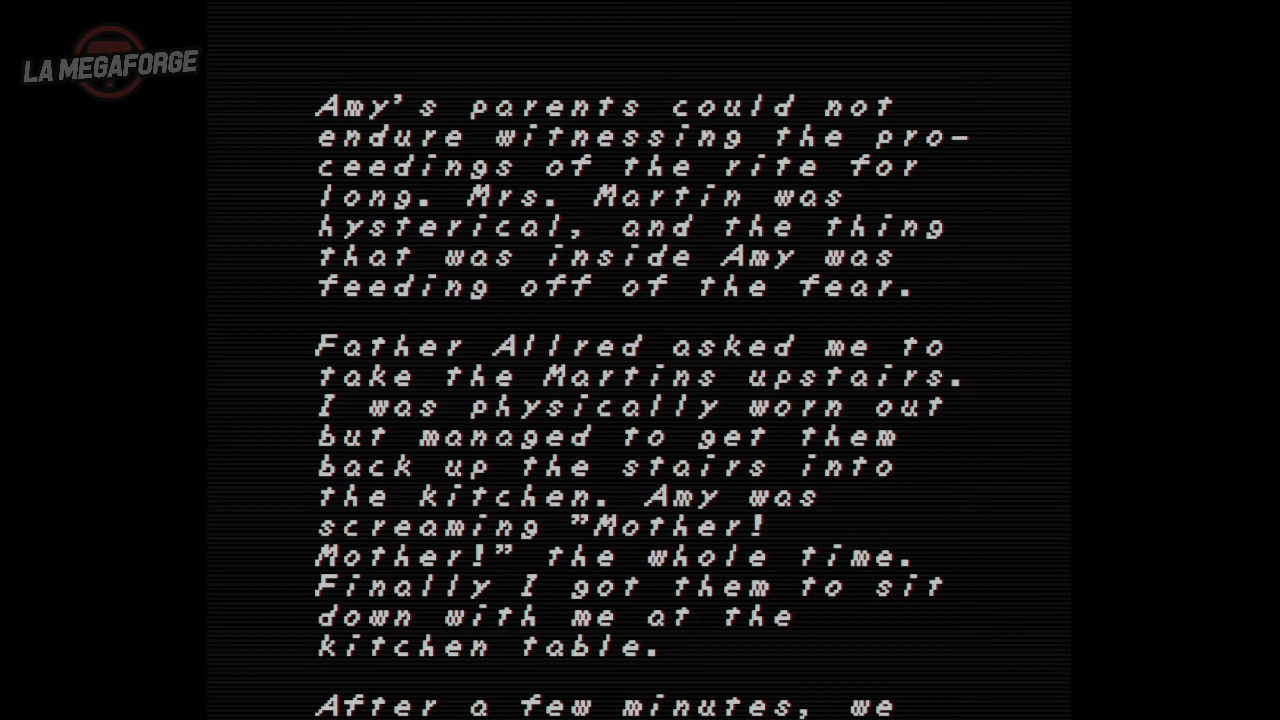 LA MEGAFORGE
Amy's parents could not
endure witnessing the pro-
ceedings of the rite for
long. Mrs. Martin was
hysterical, and the thing
that was inside Amy was
feeding off of the fear.
Father Allred asked me to
take the Martins upstairs.
I was physically worn out
but managed to get them
back up the stairs into
the kitchen. Amy was
screaming "Mother!
Mother!" the whole time.
Finally I got them to sit
down with me at the
kitchen table.
After a few minutes, we